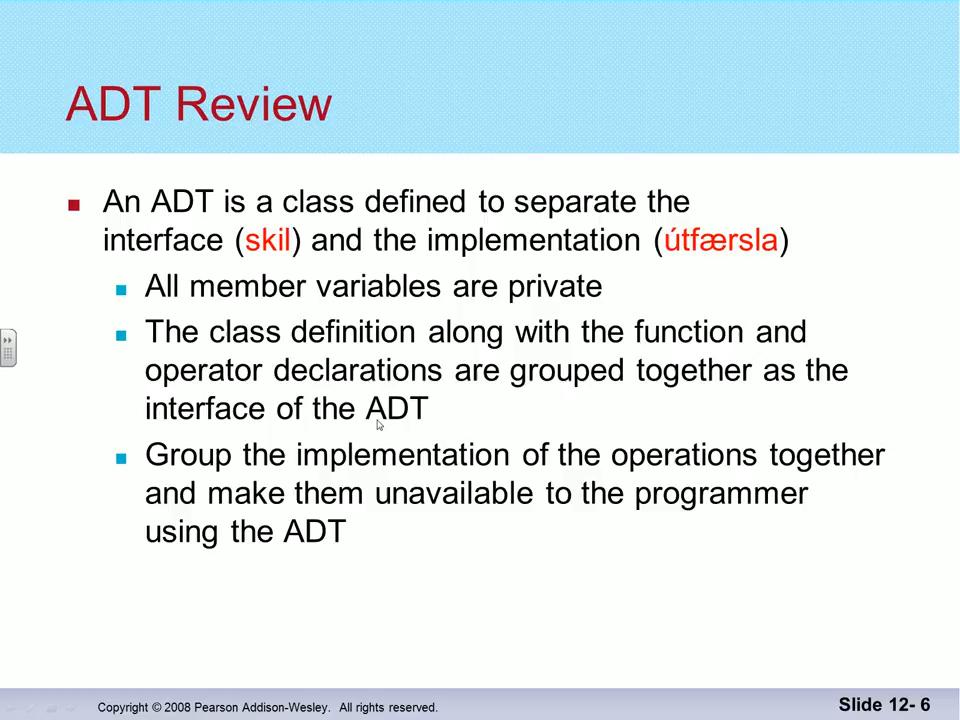 ADT Review
An ADT is a class defined to separate the
interface (skil) and the implementation (útfærsla)
All member variables are private
The class definition along with the function and
operator declarations are grouped together as the
interface of the ADT
Group the implementation of the operations together
and make them unavailable to the programmer
using the ADT
Copyright © 2008 Pearson Addison-Wesley. All rights reserved.
Slide 12- 6